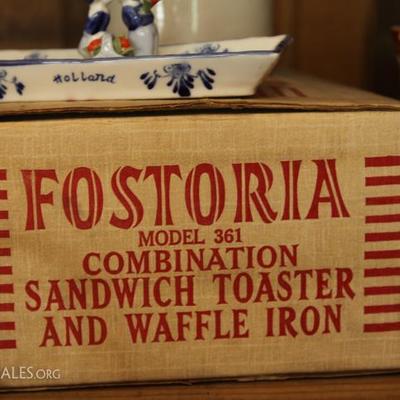 Holland
FOSTORIA
MODEL 361
COMBINATION
SANDWICH TOASTER
AND WAFFLE IRON
ALES.ORG